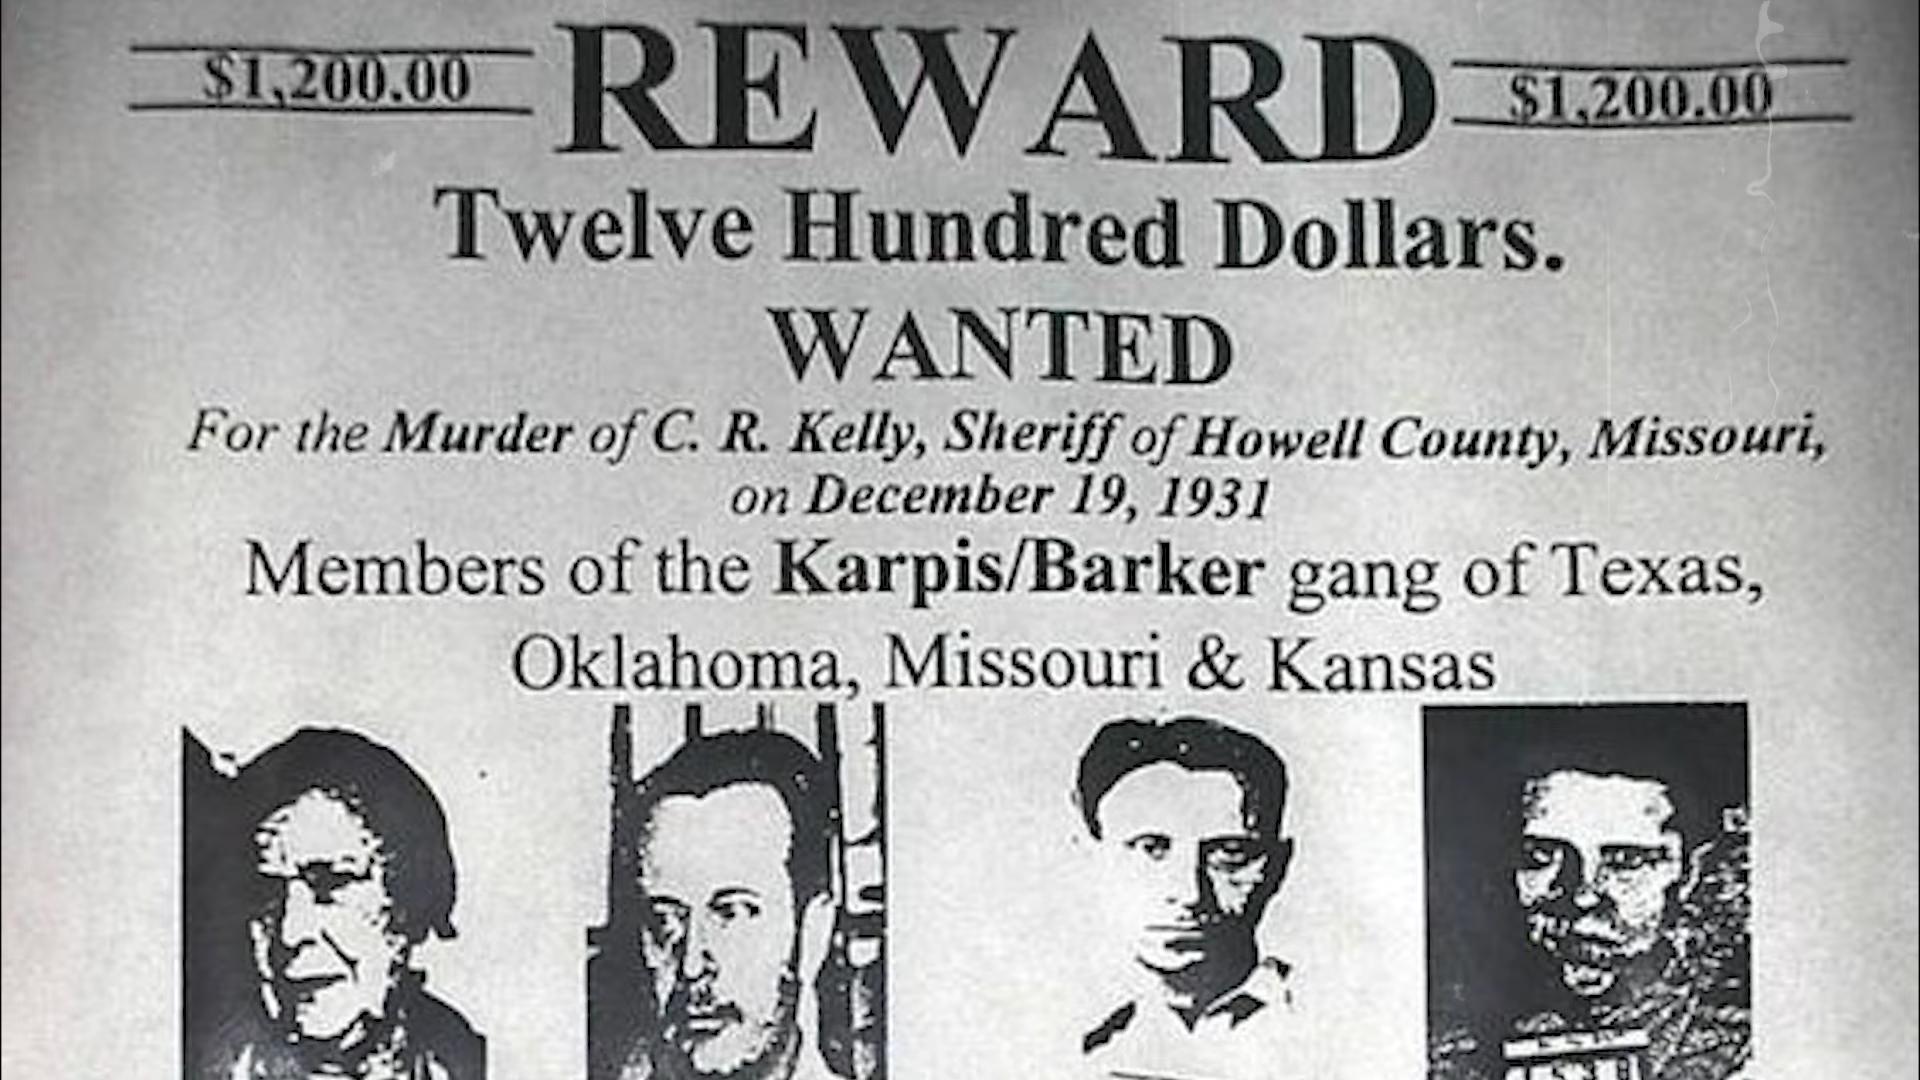 $1,200.00 REWARD $1,200.00
Twelve Hundred Dollars.
WANTED
For the Murder of C. R. Kelly, Sheriff of Howell County, Missouri,
on December 19, 1931
Members of the Karpis/Barker gang of Texas,
Oklahoma, Missouri & Kansas